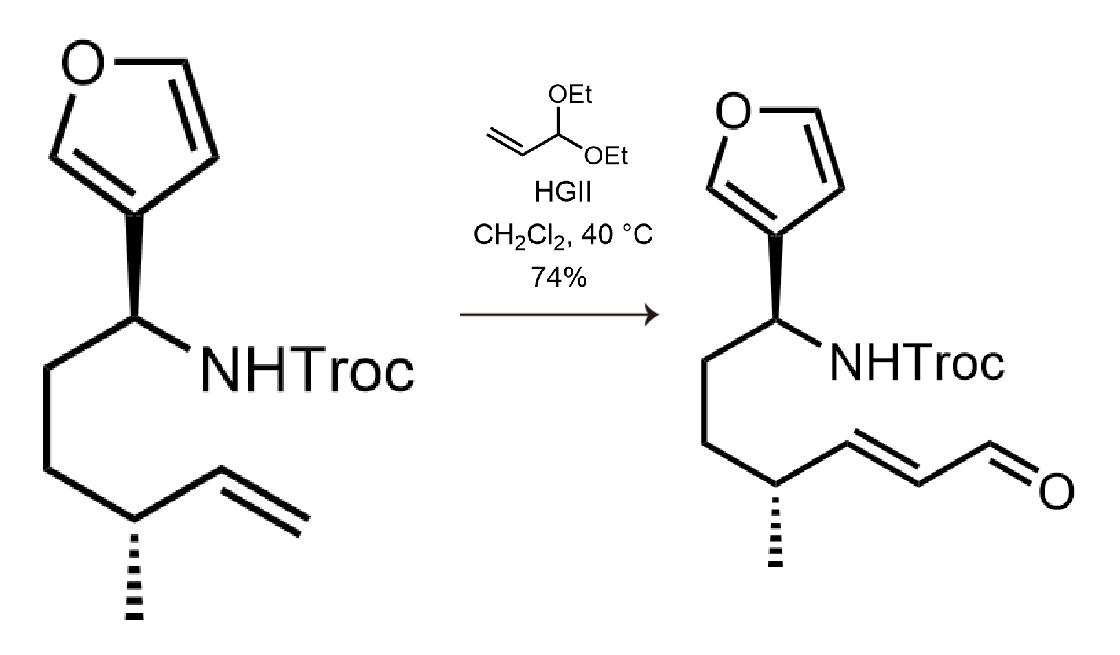 O
NHTroc
OEt
OEt
HGII
CH₂Cl₂, 40 °C
74%
O
NHTroc
O